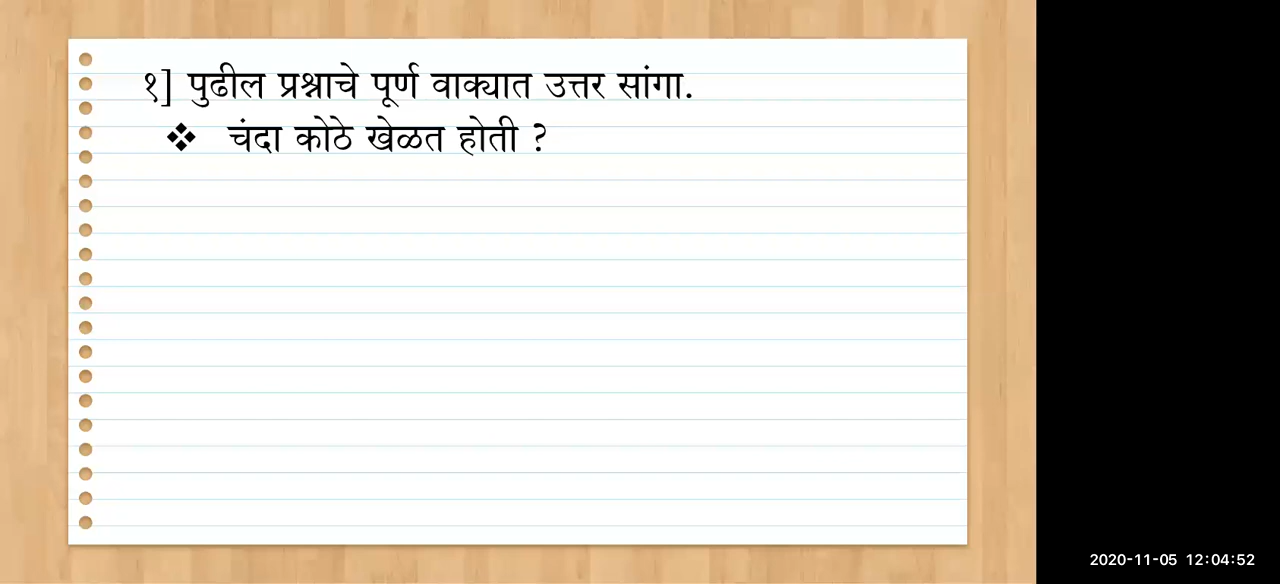 १] पुढील प्रश्नाचे पूर्ण वाक्यात उत्तर सांगा.
❖ चंदा कोठे खेळत होती ?
2020-11-05 12:04:52